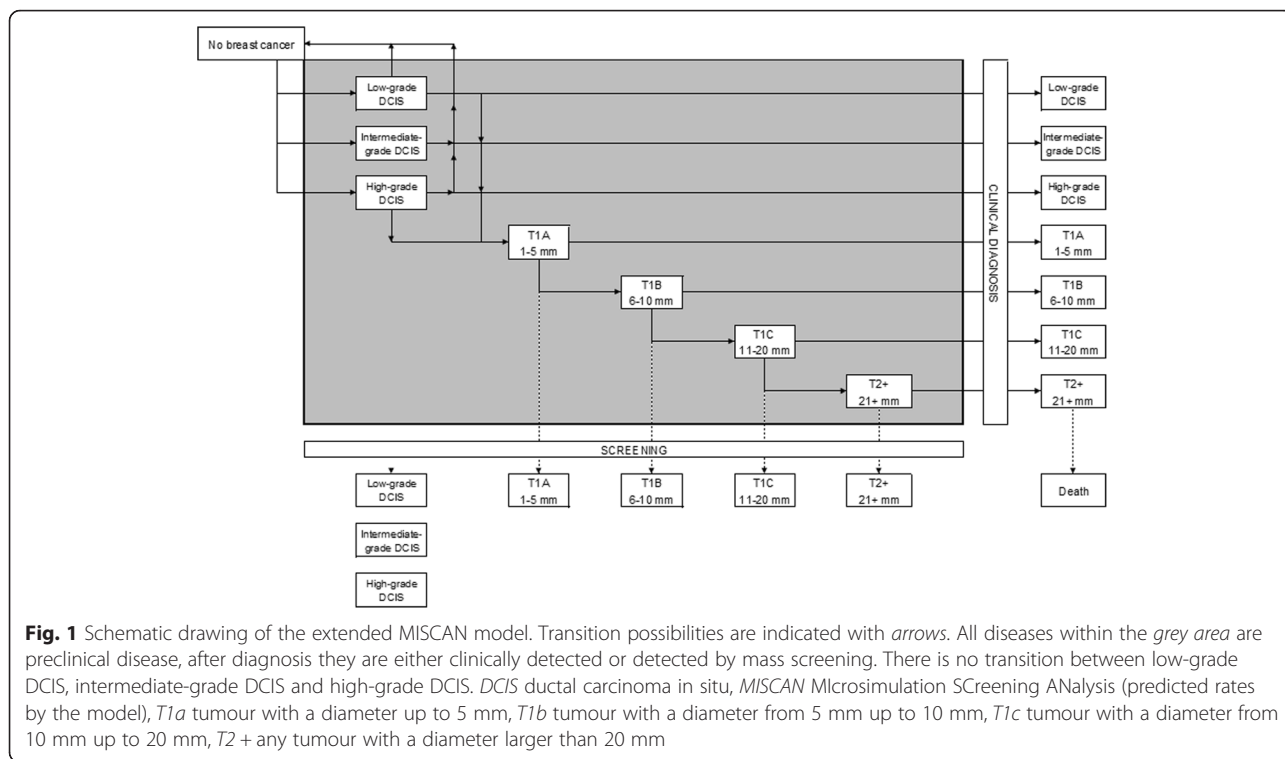 No breast cancer
Low-grade
DCIS
Low-grade
DCIS
Intermediate-
grade DCIS
Intermediate-
grade DCIS
High-grade
DCIS
High-grade
DCIS
CLINICAL DIAGNOSIS
T1A
1-5 mm
T1A
1-5 mm
T1B
6-10 mm
T1B
6-10 mm
T1C
11-20 mm
T1C
11-20 mm
T2+
21+ mm
T2+
21+ mm
SCREENING
Low-grade
DCIS
T1A
1-5 mm
T1B
6-10 mm
T1C
11-20 mm
T2+
21+ mm
Death
Intermediate-
grade DCIS
High-grade
DCIS
Fig. 1 Schematic drawing of the extended MISCAN model. Transition possibilities are indicated with arrows. All diseases within the grey area are
preclinical disease, after diagnosis they are either clinically detected or detected by mass screening. There is no transition between low-grade
DCIS, intermediate-grade DCIS and high-grade DCIS. DCIS ductal carcinoma in situ, MISCAN MIcrosimulation SCreening ANalysis (predicted rates
by the model), T1a tumour with a diameter up to 5 mm, T1b tumour with a diameter from 5 mm up to 10 mm, T1c tumour with a diameter from
10 mm up to 20 mm, T2 + any tumour with a diameter larger than 20 mm